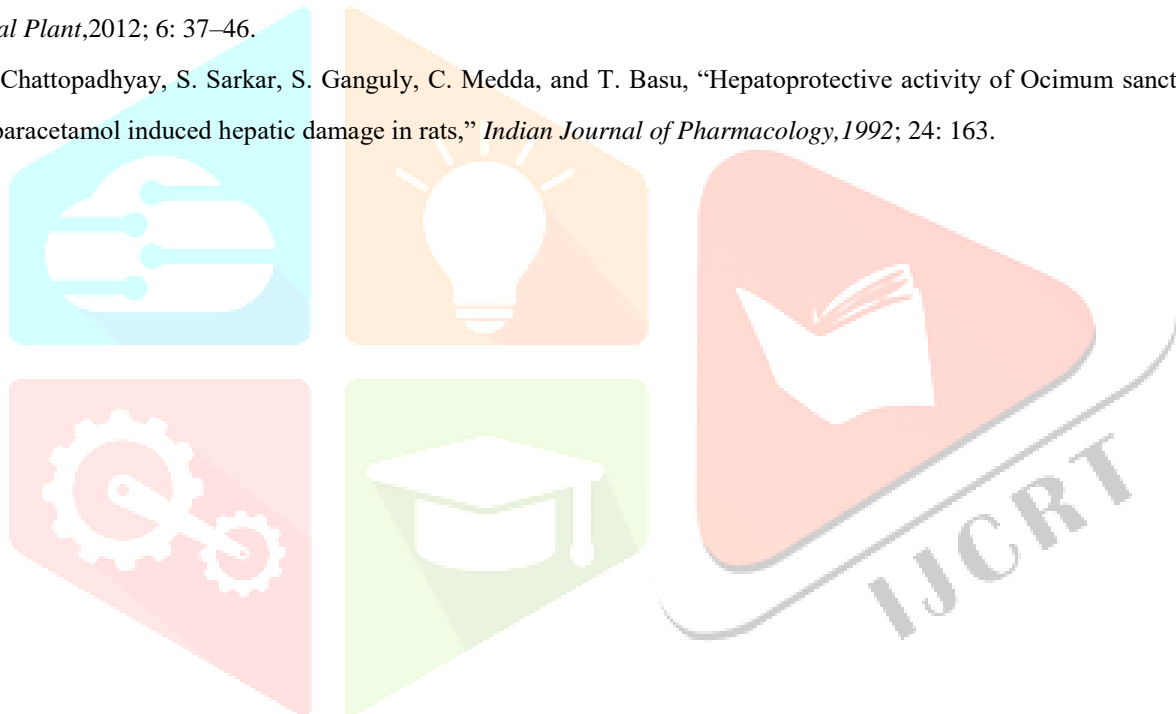 al Plant,2012; 6: 37–46.
Chattopadhyay, S. Sarkar, S. Ganguly, C. Medda, and T. Basu, “Hepatoprotective activity of Ocimum sanct
paracetamol induced hepatic damage in rats,” Indian Journal of Pharmacology,1992; 24: 163.
IJCRT